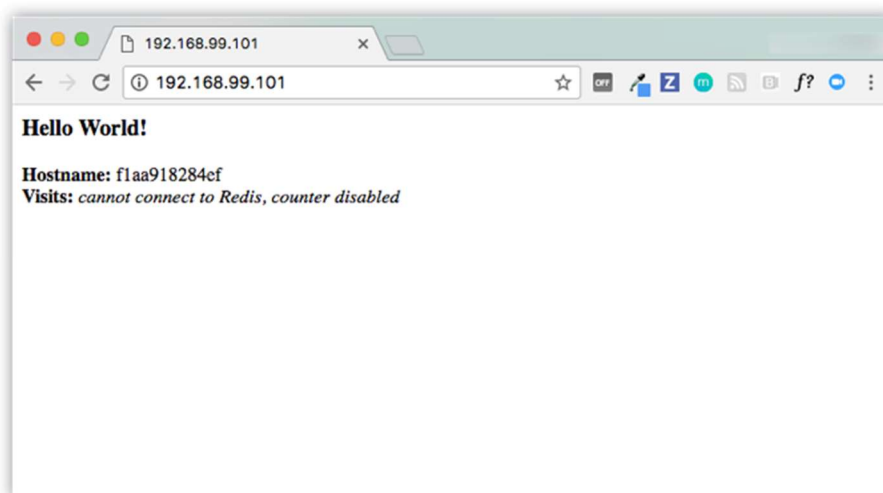 192.168.99.101
192.168.99.101
OFF Z m B f?
Hello World!
Hostname: f1aa918284ef
Visits: cannot connect to Redis, counter disabled